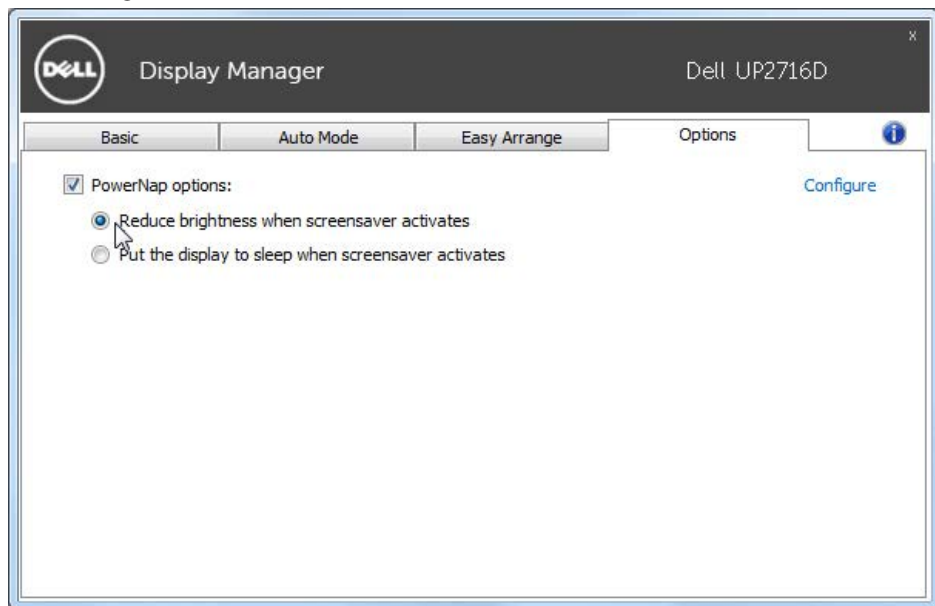 x
DELL Display Manager Dell UP2716D
Basic Auto Mode Easy Arrange Options i
PowerNap options: Configure
Reduce brightness when screensaver activates
Put the display to sleep when screensaver activates